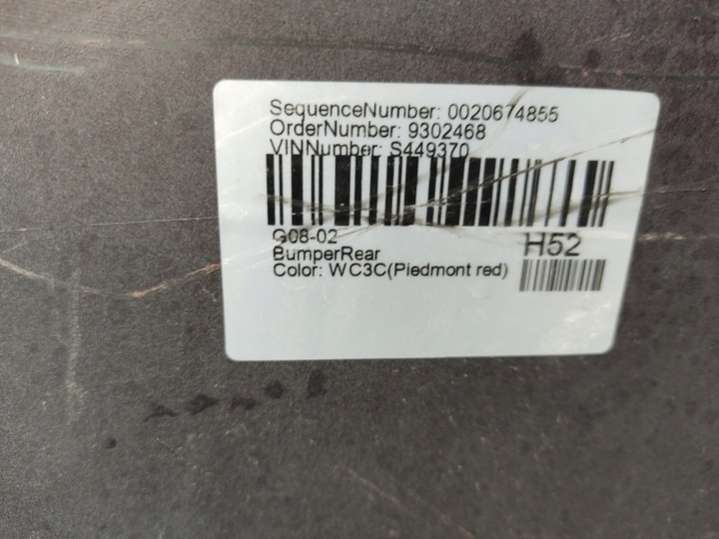 SequenceNumber: 0020674855
OrderNumber: 9302468
VINNumber: S449370
G08-02
H52
BumperRear
Color: WC3C(Piedmont red)